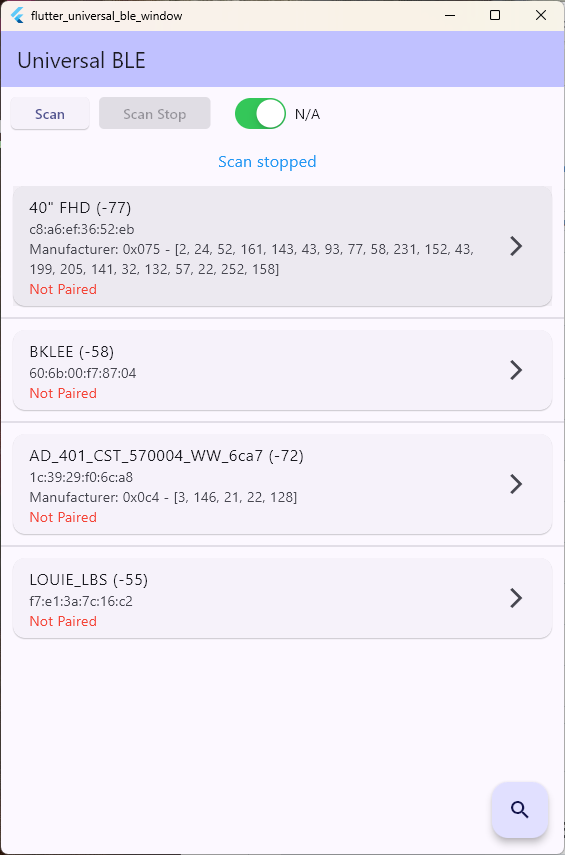 flutter_universal_ble_window
Universal BLE
Scan
Scan Stop
N/A
Scan stopped
40" FHD (-77)
c8:a6:ef:36:52:eb
Manufacturer: 0x075 - [2, 24, 52, 161, 143, 43, 93, 77, 58, 231, 152, 43,
199, 205, 141, 32, 132, 57, 22, 252, 158]
Not Paired
BKLEE (-58)
60:6b:00:f7:87:04
Not Paired
AD_401_CST_570004_WW_6ca7 (-72)
1c:39:29:f0:6c:a8
Manufacturer: 0x0c4 - [3, 146, 21, 22, 128]
Not Paired
LOUIE_LBS (-55)
f7:e1:3a:7c:16:c2
Not Paired